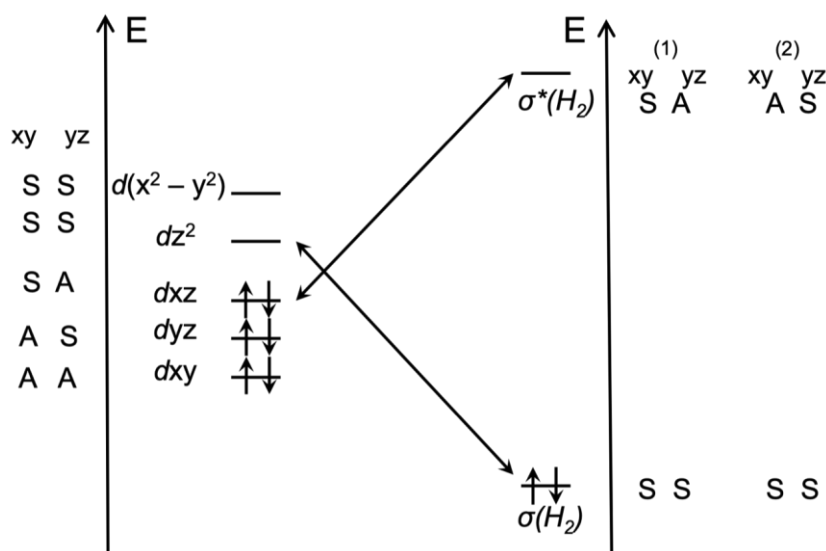 E
xy yz
S S d(x² – y²)
S S dz²
S A dxz
A S dyz
A A dxy
σ*(H₂)
σ(H₂)
E
(1) (2)
xy yz xy yz
S A A S
S S S S